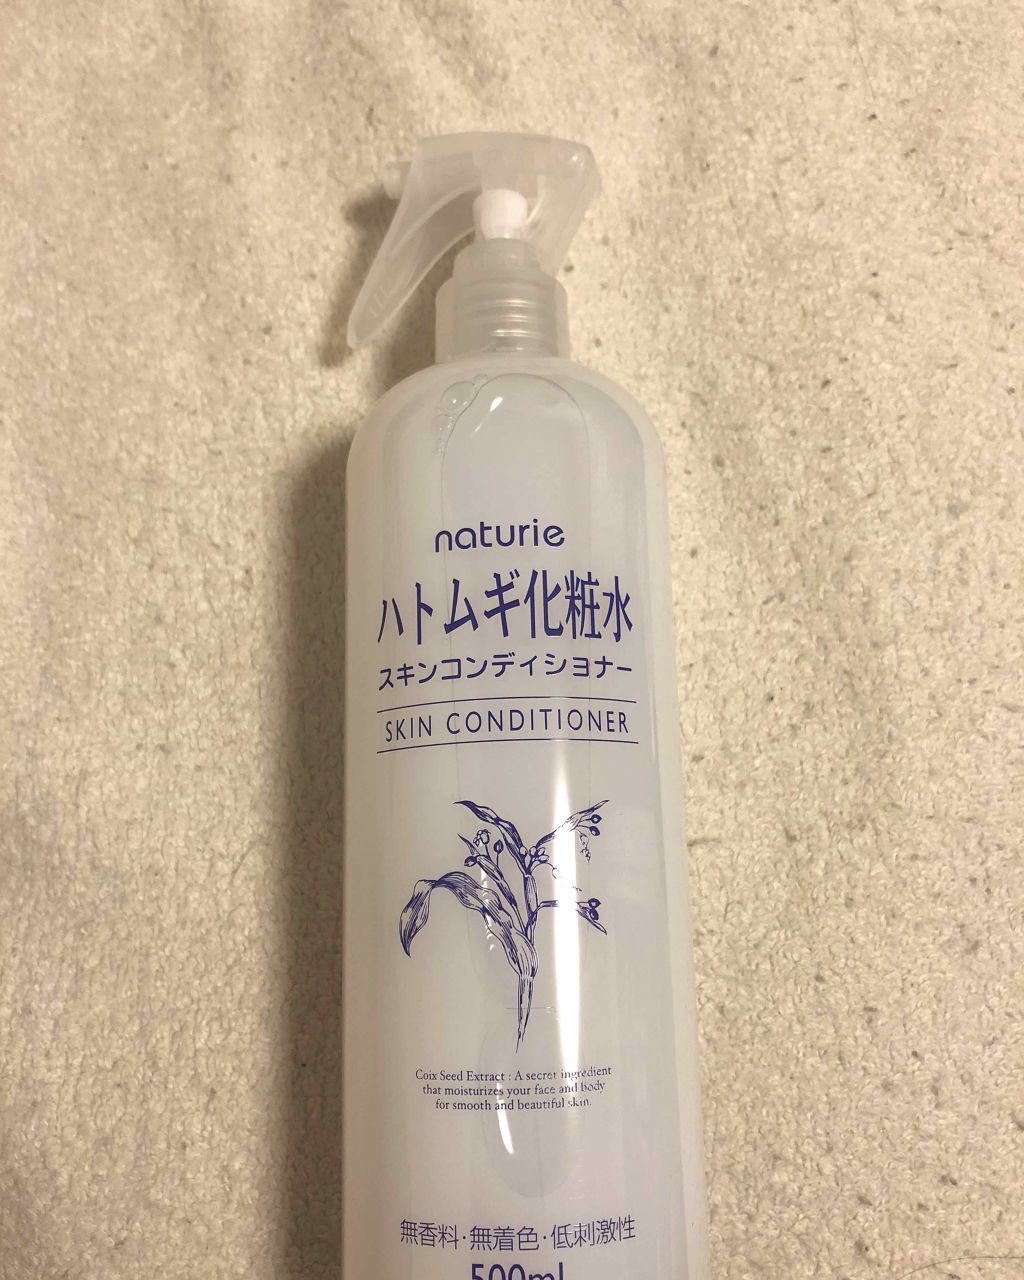 naturie
ハトムギ化粧水
スキンコンディショナー
SKIN CONDITIONER
Coix Seed Extract : A secret ingredient
that moisturizes your face and body
for smooth and beautiful skin.
無香料·無着色·低刺激性
500ml